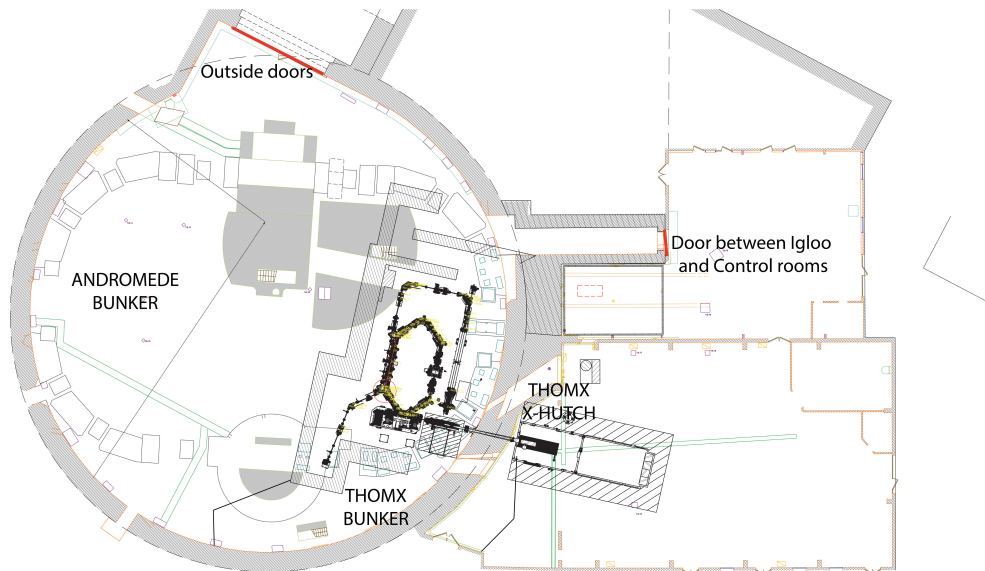 Outside doors
Door between Igloo
and Control rooms
ANDROMEDE
BUNKER
THOMX
X-HUTCH
THOMX
BUNKER